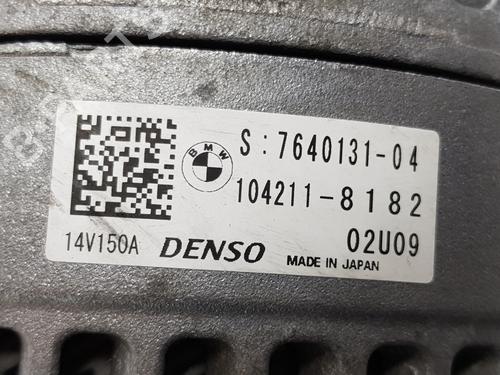 BMW
S: 7640131-04
104211-8182
14V150A DENSO 02U09
MADE IN JAPAN